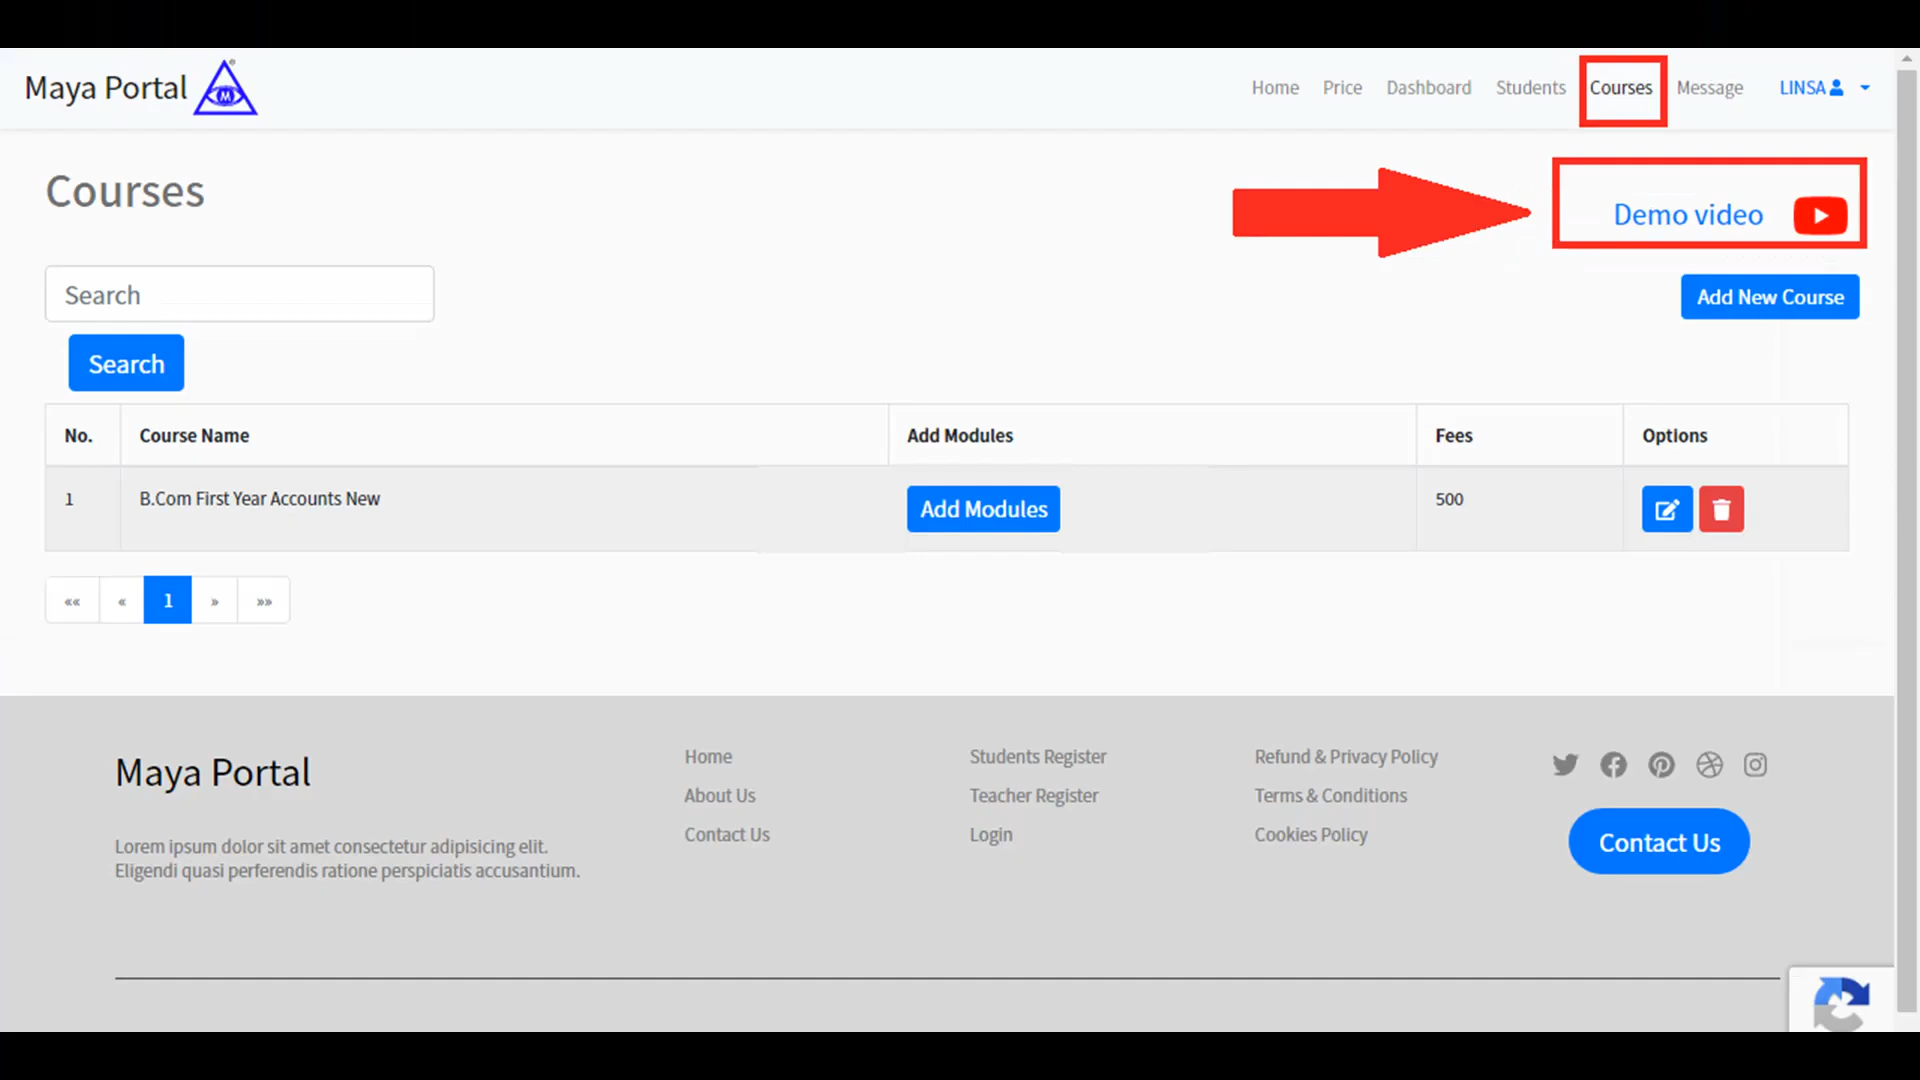 Maya Portal
Home Price Dashboard Students Courses Message LINSA
Courses
Demo video
Search
Add New Course
Search
No. Course Name Add Modules Fees Options
1 B.Com First Year Accounts New Add Modules 500
«« « 1 » »»
Maya Portal
Lorem ipsum dolor sit amet consectetur adipisicing elit.
Eligendi quasi perferendis ratione perspiciatis accusantium.
Home
About Us
Contact Us
Students Register
Teacher Register
Login
Refund & Privacy Policy
Terms & Conditions
Cookies Policy
Contact Us